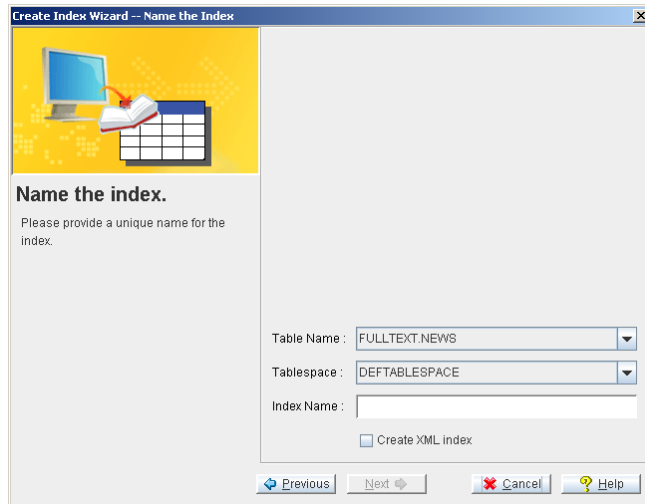 Create Index Wizard -- Name the Index
Name the index.
Please provide a unique name for the
index.
Table Name :
FULLTEXT.NEWS
Tablespace :
DEFTABLESPACE
Index Name :
Create XML index
Previous
Next
Cancel
Help